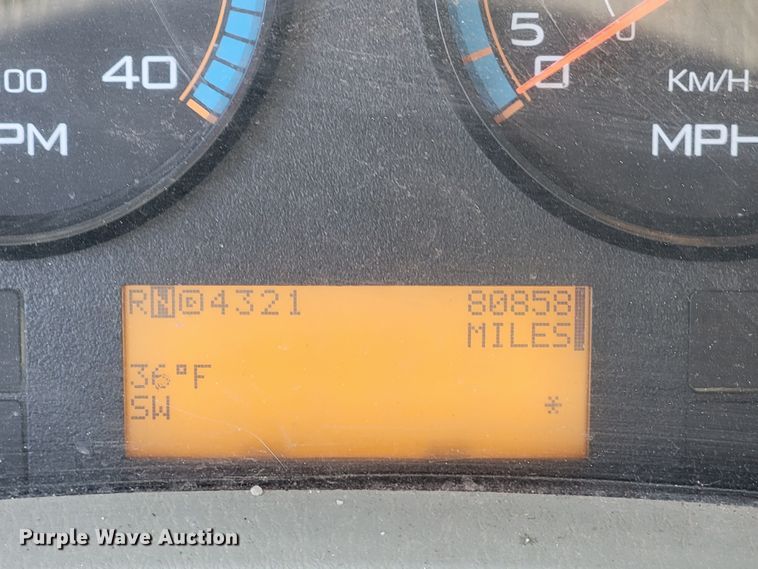 5
00 40 0 KM/H
PM MPH
RND4321 80858
MILES
36°F
SW *
Purple Wave Auction